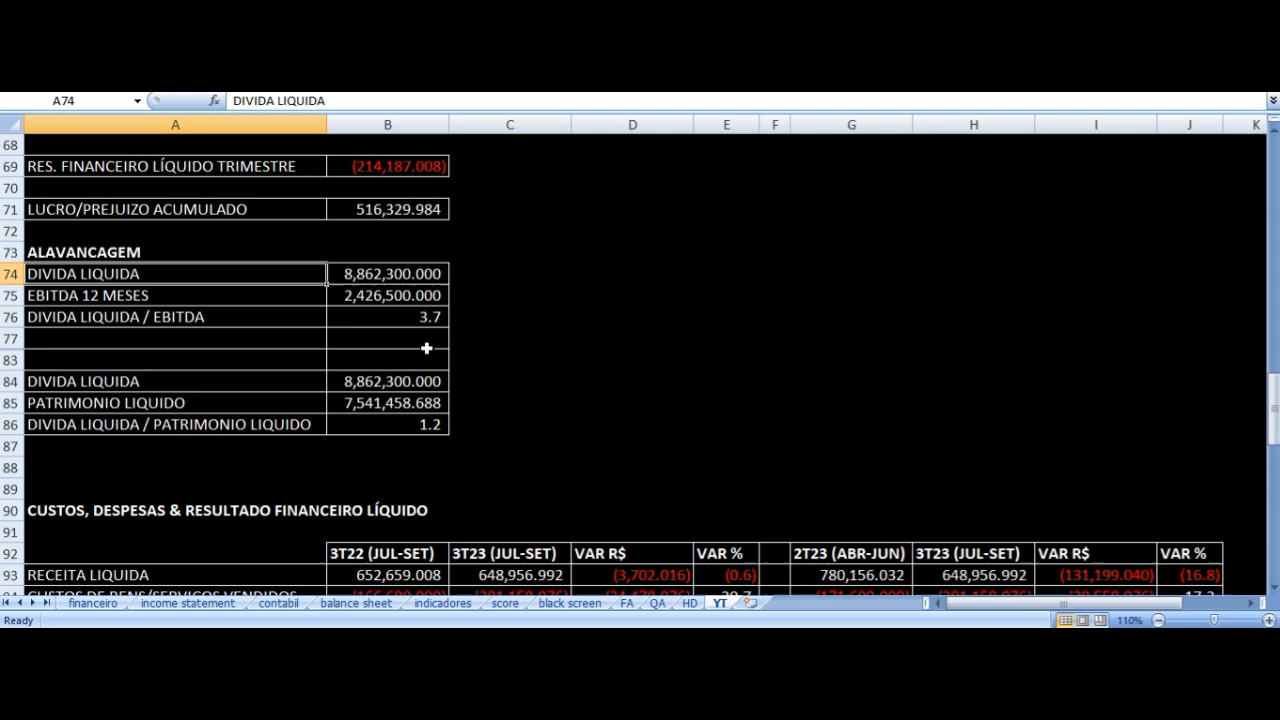 A74 fx DIVIDA LIQUIDA
A B C D E F G H I J K
68
69 RES. FINANCEIRO LÍQUIDO TRIMESTRE (214,187.008)
70
71 LUCRO/PREJUIZO ACUMULADO 516,329.984
72
73 ALAVANCAGEM
74 DIVIDA LIQUIDA 8,862,300.000
75 EBITDA 12 MESES 2,426,500.000
76 DIVIDA LIQUIDA / EBITDA 3.7
77
83
84 DIVIDA LIQUIDA 8,862,300.000
85 PATRIMONIO LIQUIDO 7,541,458.688
86 DIVIDA LIQUIDA / PATRIMONIO LIQUIDO 1.2
87
88
89
90 CUSTOS, DESPESAS & RESULTADO FINANCEIRO LÍQUIDO
91
92 3T22 (JUL-SET) 3T23 (JUL-SET) VAR R$ VAR % 2T23 (ABR-JUN) 3T23 (JUL-SET) VAR R$ VAR %
93 RECEITA LIQUIDA 652,659.008 648,956.992 (3,702.016) (0.6) 780,156.032 648,956.992 (131,199.040) (16.8)
CUSTOS DE BENS/SERVICOS VENDIDOS
financeiro income statement contabil balance sheet indicadores score black screen FA QA HD YT
Ready 110%